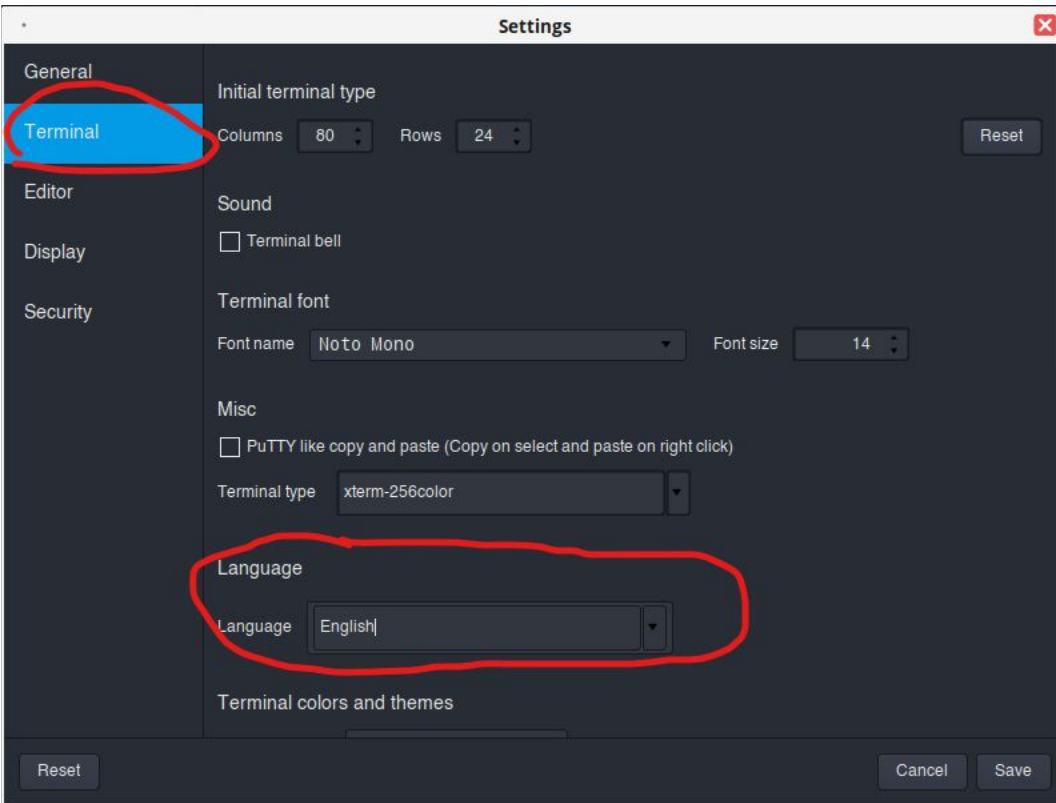 Settings
General
Terminal
Editor
Display
Security
Initial terminal type
Columns 80 Rows 24 Reset
Sound
Terminal bell
Terminal font
Font name Noto Mono Font size 14
Misc
PuTTY like copy and paste (Copy on select and paste on right click)
Terminal type xterm-256color
Language
Language English
Terminal colors and themes
Reset Cancel Save